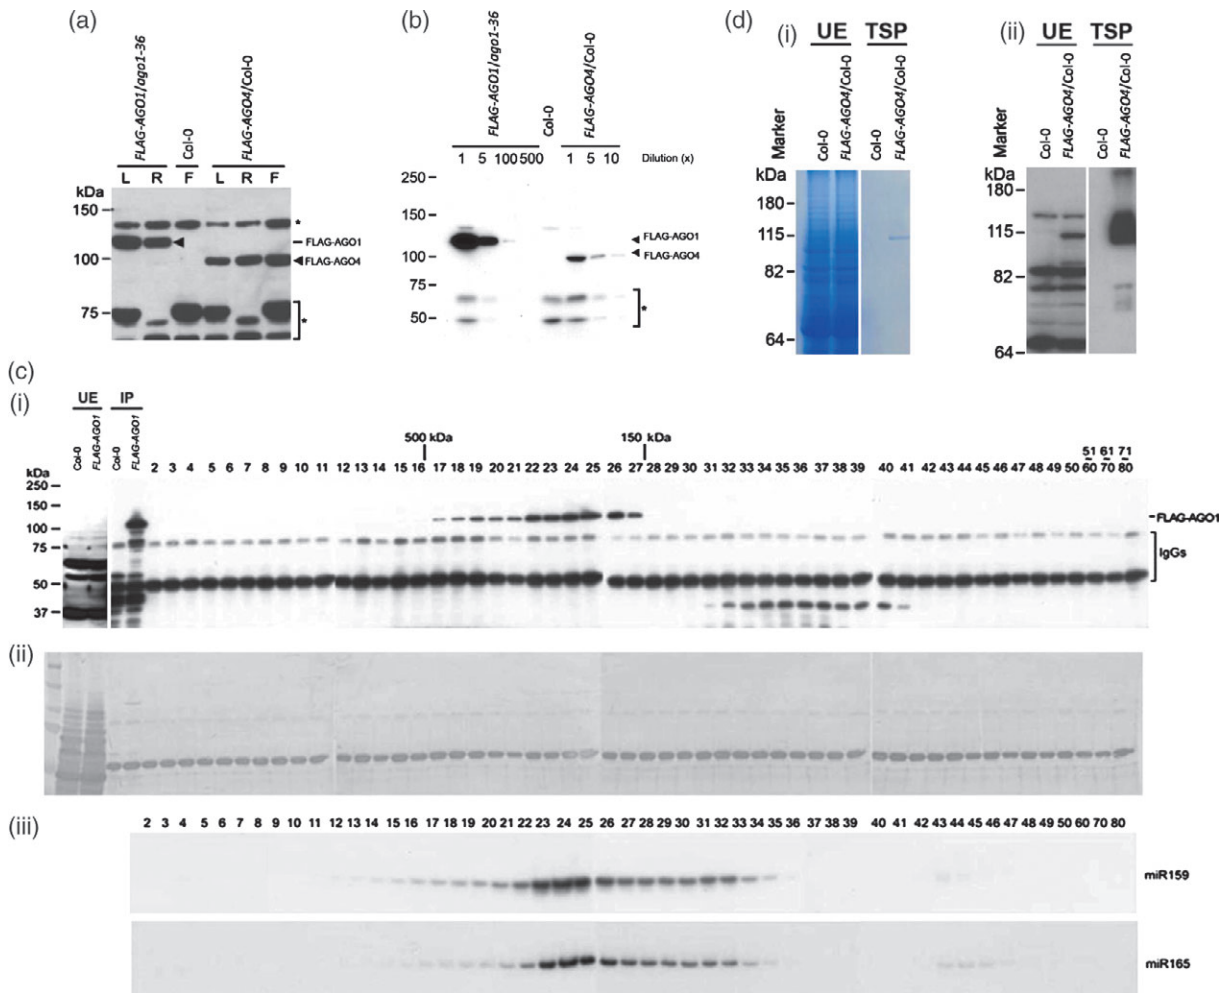 (a)
FLAG-AGO1/ago1-36
Col-0
FLAG-AGO4/Col-0
L R F L R F
kDa
150
100
75
*
FLAG-AGO1
FLAG-AGO4
*
(b)
FLAG-AGO1/ago1-36
Col-0
FLAG-AGO4/Col-0
1 5 100 500 1 5 10 Dilution (x)
250
150
100
75
50
FLAG-AGO1
FLAG-AGO4
*
(d)
(i)
UE TSP
Marker
Col-0
FLAG-AGO4/Col-0
Col-0
FLAG-AGO4/Col-0
kDa
180
115
82
64
(ii)
UE TSP
Marker
Col-0
FLAG-AGO4/Col-0
Col-0
FLAG-AGO4/Col-0
kDa
180
115
82
64
(c)
(i)
UE IP
Col-0
FLAG-AGO1
Col-0
FLAG-AGO1
500 kDa 150 kDa
51 61 71
2 3 4 5 6 7 8 9 10 11 12 13 14 15 16 17 18 19 20 21 22 23 24 25 26 27 28 29 30 31 32 33 34 35 36 37 38 39 40 41 42 43 44 45 46 47 48 49 50 60 70 80
kDa
250
150
100
75
50
37
FLAG-AGO1
IgGs
(ii)
(iii)
2 3 4 5 6 7 8 9 10 11 12 13 14 15 16 17 18 19 20 21 22 23 24 25 26 27 28 29 30 31 32 33 34 35 36 37 38 39 40 41 42 43 44 45 46 47 48 49 50 60 70 80
miR159
miR165